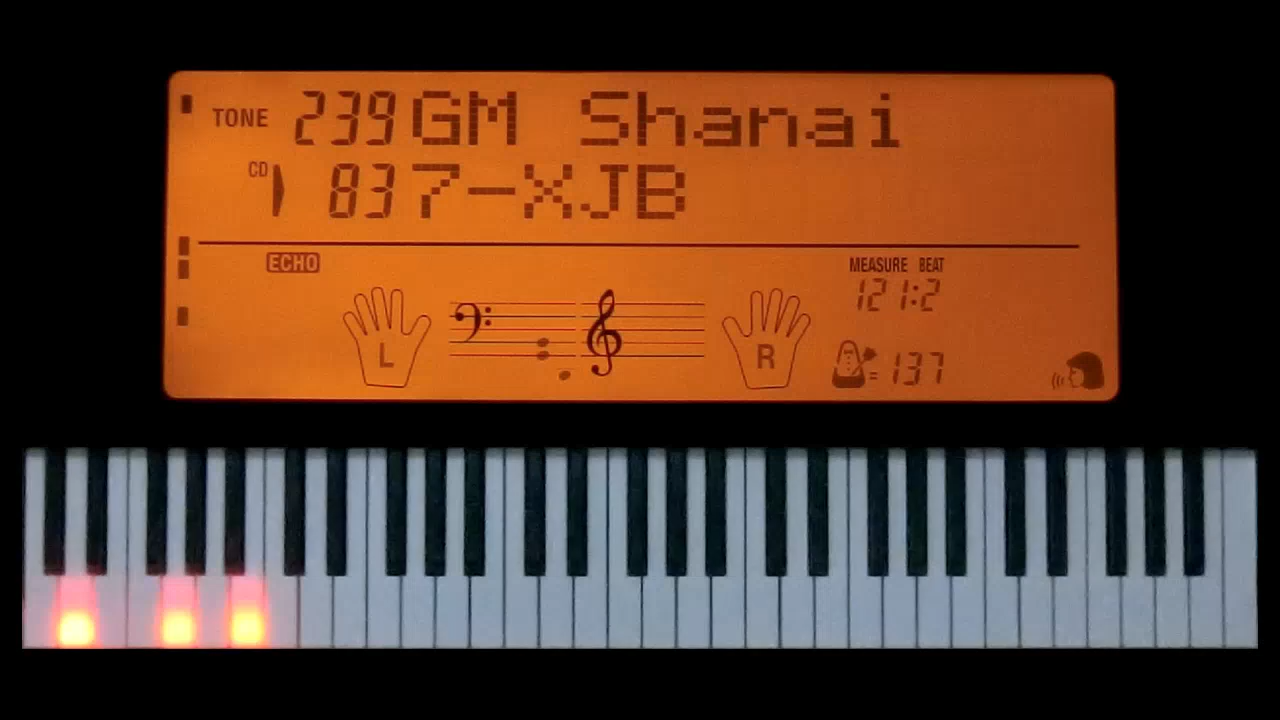 TONE 239 GM Shanai
CD 837-XJB
ECHO
MEASURE BEAT
121:2
L
R
= 137